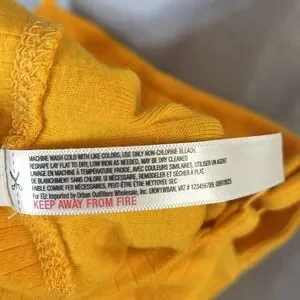 MACHINE WASH COLD WITH LIKE COLORS, USE ONLY NON-CHLORINE BLEACH,
RESHAPE LAY FLAT TO DRY, LOW IRON AS NEEDED, MAY BE DRY CLEANED
LAVAGE EN MACHINE À TEMPÉRATURE FROIDE, AVEC COULEURS SIMILAIRES, UTILISER UN AGENT
DE BLANCHIMENT SANS CHLORE SI NÉCESSAIRE, REMODELER ET SÉCHER À PLAT,
FAIBLE COMME FER NÉCESSAIRES, PEUT-ÊTRE ÊTRE NETTOYÉE SEC
For EU Imported by Urban Outfitters Wholesale, Inc. VAT # 123456789,
KEEP AWAY FROM FIRE